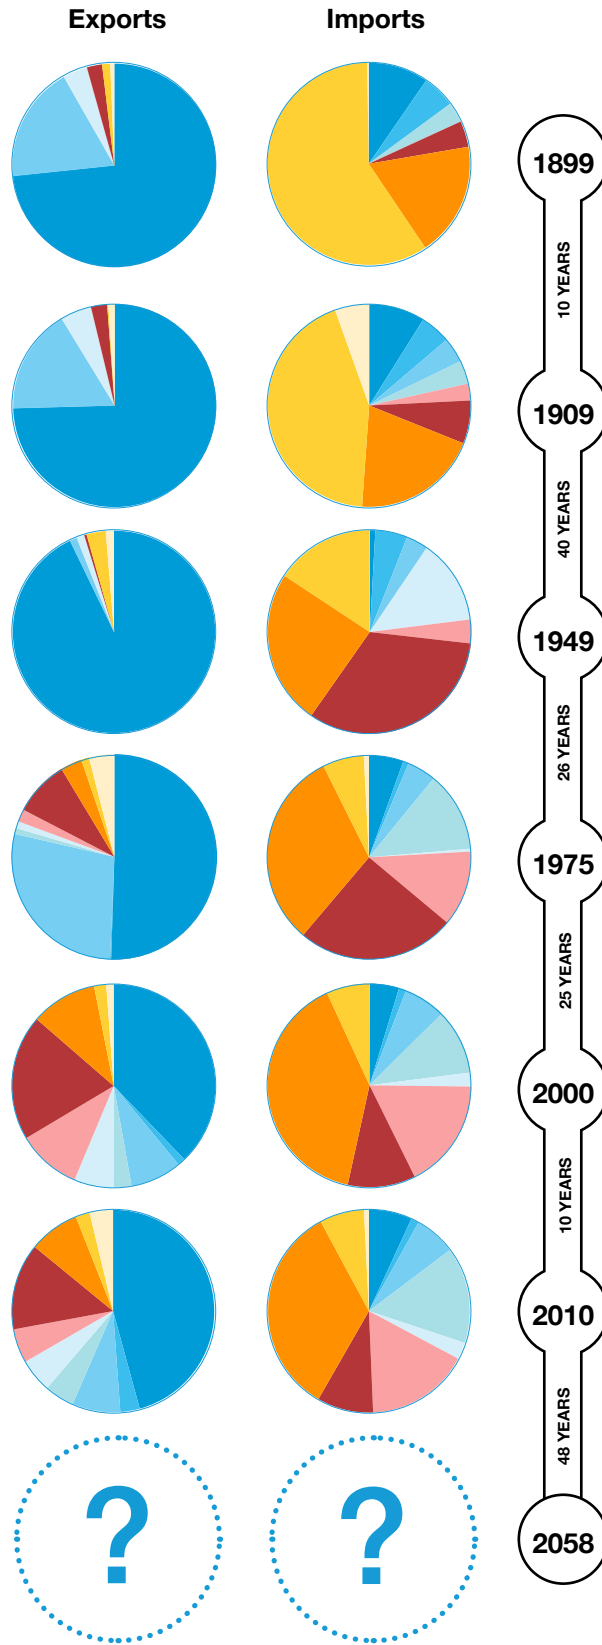 Exports
Imports
1899
10 YEARS
1909
40 YEARS
1949
26 YEARS
1975
25 YEARS
2000
10 YEARS
2010
48 YEARS
?
?
2058